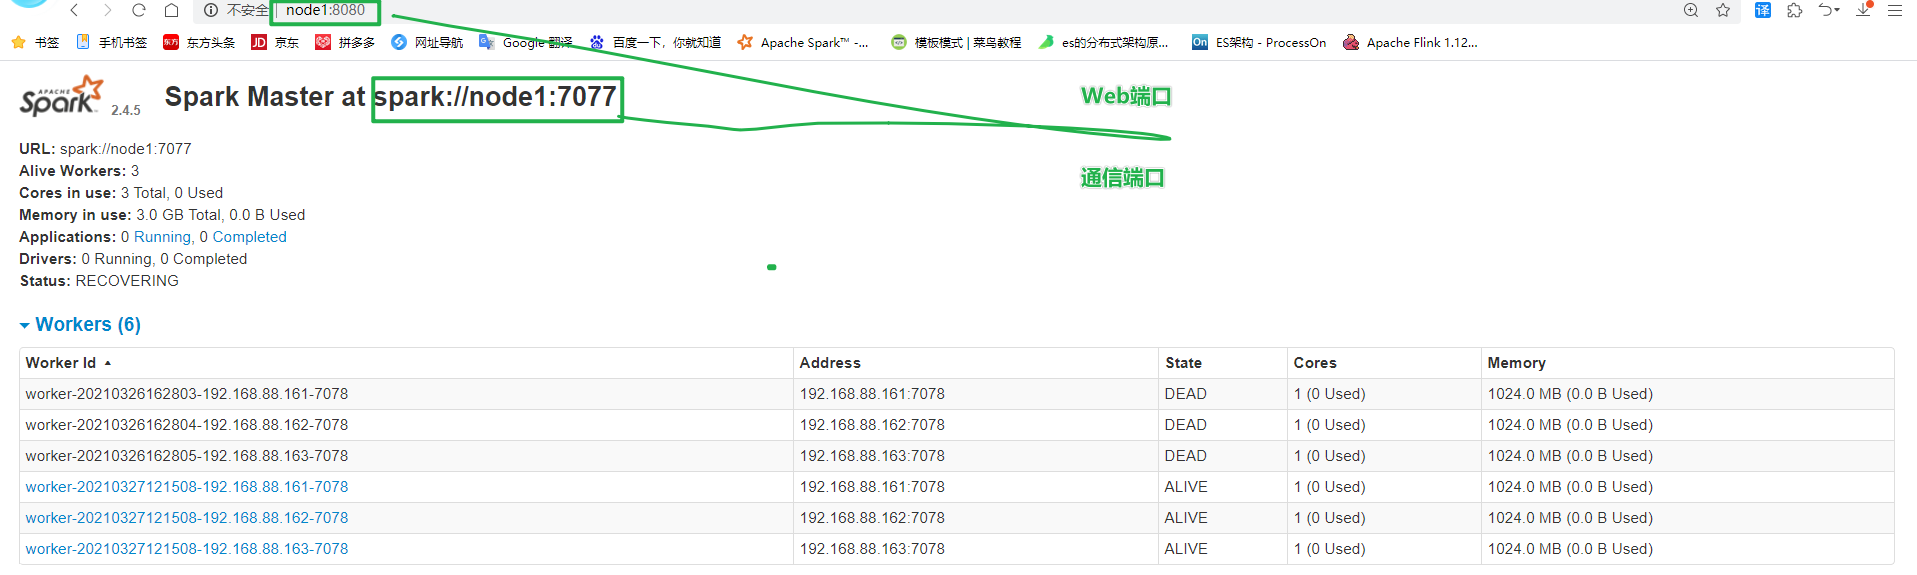 不安全 node1:8080
书签 手机书签 东方头条 京东 拼多多 网址导航 Google 翻译 百度一下，你就知道 Apache Spark™ -... 模板模式 | 菜鸟教程 es的分布式架构原... ES架构 - ProcessOn Apache Flink 1.12...
APACHE Spark 2.4.5 Spark Master at spark://node1:7077
Web端口
URL: spark://node1:7077
Alive Workers: 3
通信端口
Cores in use: 3 Total, 0 Used
Memory in use: 3.0 GB Total, 0.0 B Used
Applications: 0 Running, 0 Completed
Drivers: 0 Running, 0 Completed
Status: RECOVERING
Workers (6)
Worker Id Address State Cores Memory
worker-20210326162803-192.168.88.161-7078 192.168.88.161:7078 DEAD 1 (0 Used) 1024.0 MB (0.0 B Used)
worker-20210326162804-192.168.88.162-7078 192.168.88.162:7078 DEAD 1 (0 Used) 1024.0 MB (0.0 B Used)
worker-20210326162805-192.168.88.163-7078 192.168.88.163:7078 DEAD 1 (0 Used) 1024.0 MB (0.0 B Used)
worker-20210327121508-192.168.88.161-7078 192.168.88.161:7078 ALIVE 1 (0 Used) 1024.0 MB (0.0 B Used)
worker-20210327121508-192.168.88.162-7078 192.168.88.162:7078 ALIVE 1 (0 Used) 1024.0 MB (0.0 B Used)
worker-20210327121508-192.168.88.163-7078 192.168.88.163:7078 ALIVE 1 (0 Used) 1024.0 MB (0.0 B Used)